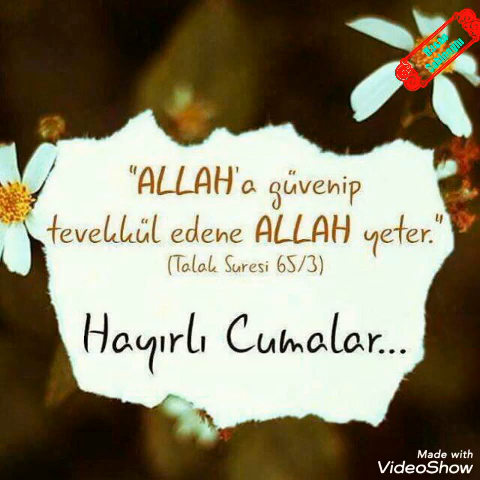 "ALLAH'a güvenip
tevekkül edene ALLAH yeter."
(Talak Suresi 65/3)
Hayırlı Cumalar...
Made with
VideoShow